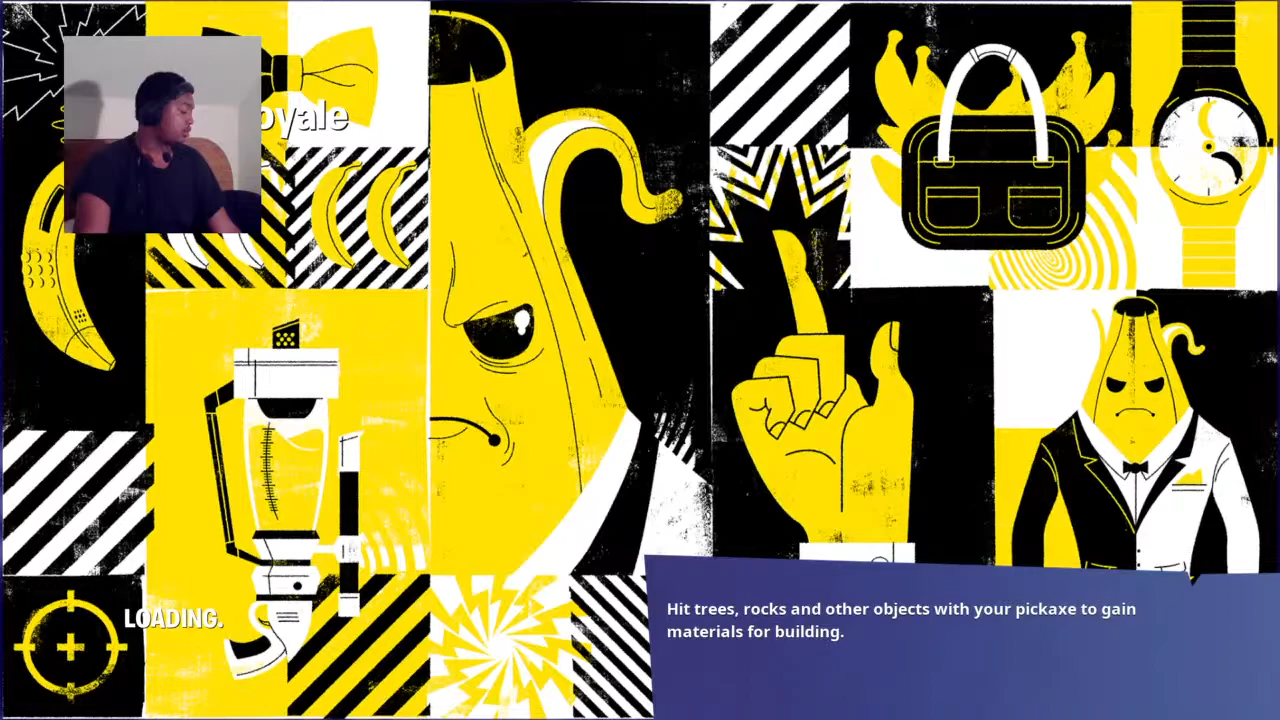 oyale
LOADING.
Hit trees, rocks and other objects with your pickaxe to gain
materials for building.